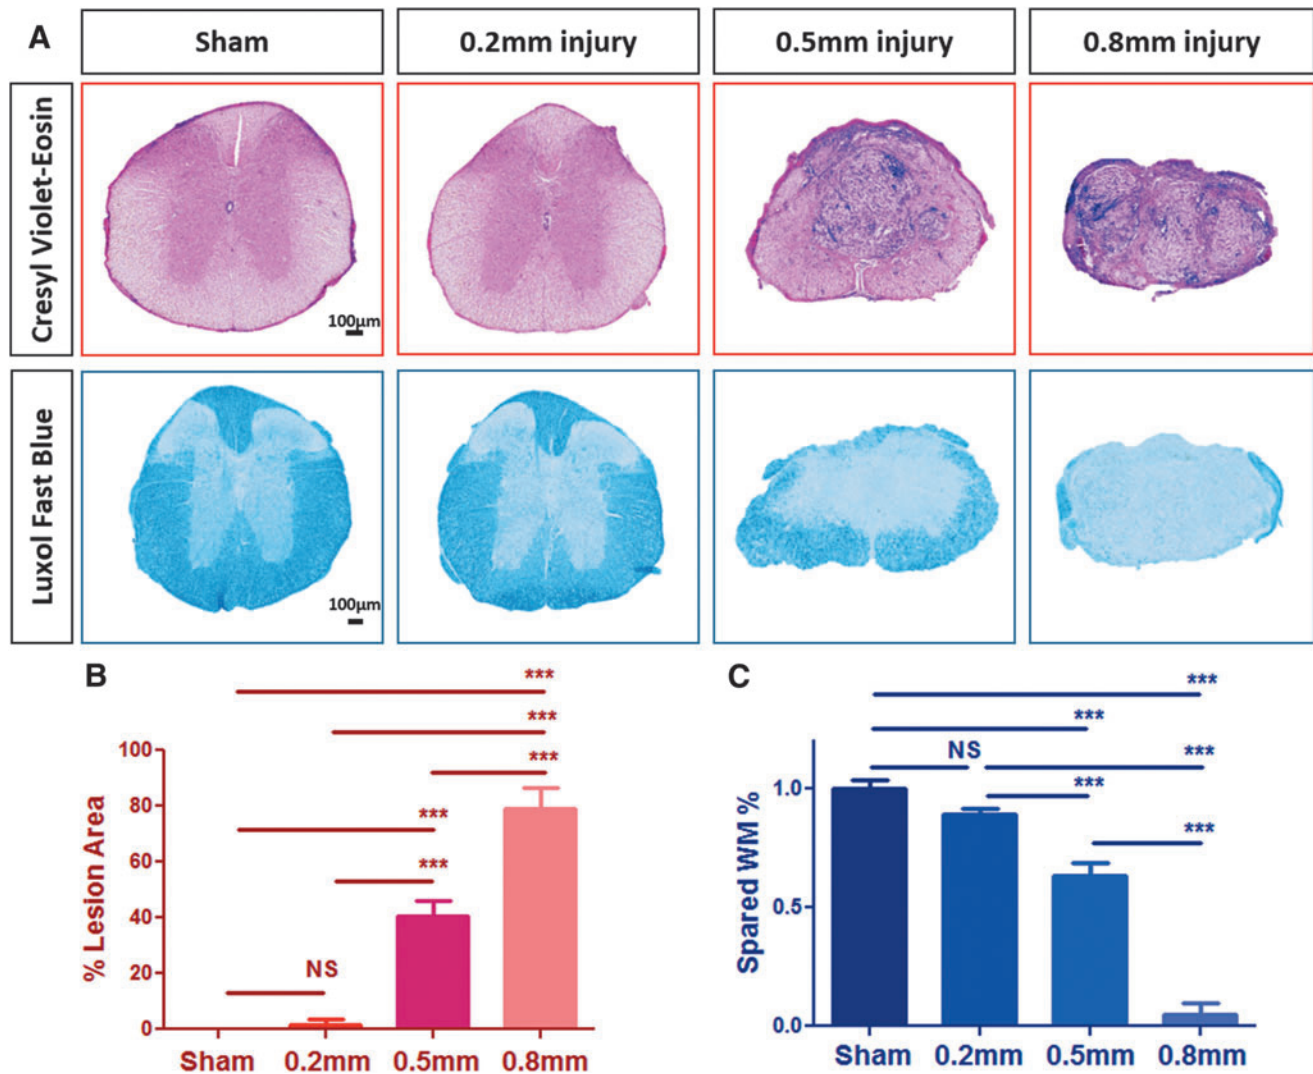 A
Sham
0.2mm injury
0.5mm injury
0.8mm injury
Cresyl Violet-Eosin
100µm
Luxol Fast Blue
100µm
B
***
***
***
***
***
NS
% Lesion Area
100
80
60
40
20
0
Sham 0.2mm 0.5mm 0.8mm
C
***
***
NS ***
***
***
Spared WM %
1.0
0.5
0.0
Sham 0.2mm 0.5mm 0.8mm